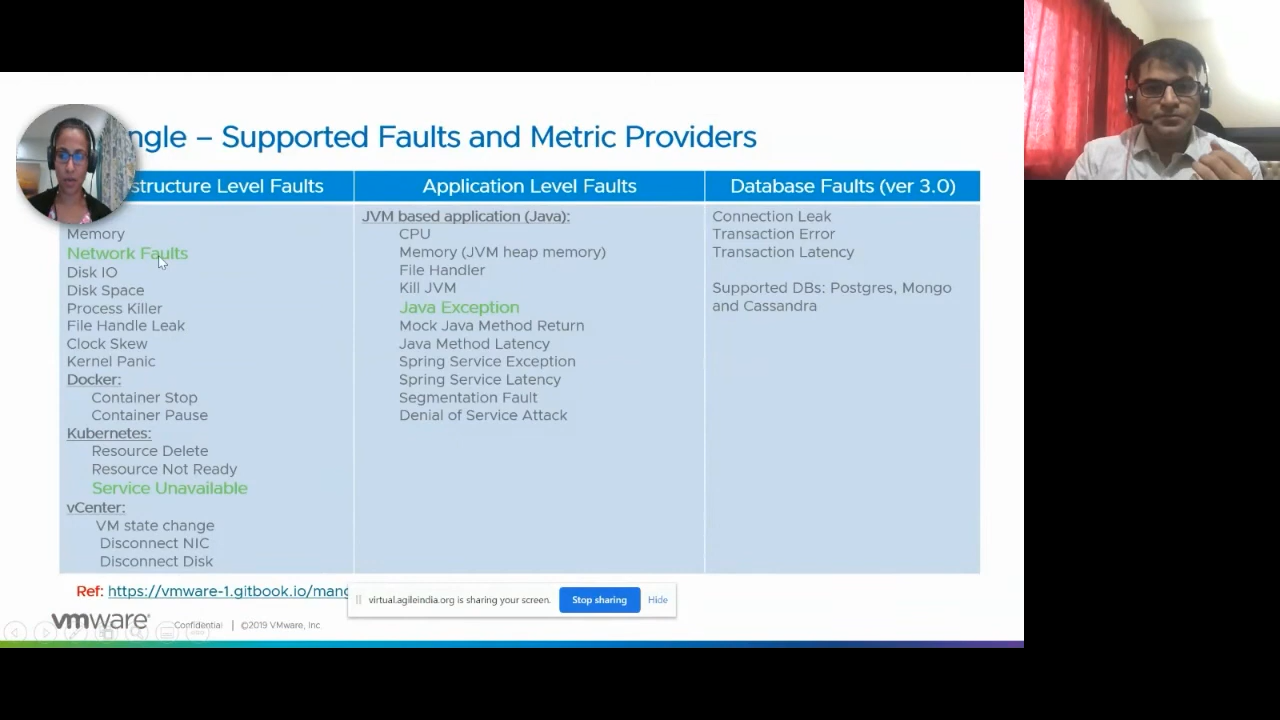 ngle – Supported Faults and Metric Providers
structure Level Faults
Memory
Network Faults
Disk IO
Disk Space
Process Killer
File Handle Leak
Clock Skew
Kernel Panic
Docker:
Container Stop
Container Pause
Kubernetes:
Resource Delete
Resource Not Ready
Service Unavailable
vCenter:
VM state change
Disconnect NIC
Disconnect Disk
Application Level Faults
JVM based application (Java):
CPU
Memory (JVM heap memory)
File Handler
Kill JVM
Java Exception
Mock Java Method Return
Java Method Latency
Spring Service Exception
Spring Service Latency
Segmentation Fault
Denial of Service Attack
Database Faults (ver 3.0)
Connection Leak
Transaction Error
Transaction Latency
Supported DBs: Postgres, Mongo
and Cassandra
Ref: https://vmware-1.gitbook.io/mang
virtual.agileindia.org is sharing your screen.
Stop sharing
Hide
vmware
Confidential | ©2019 VMware, Inc.